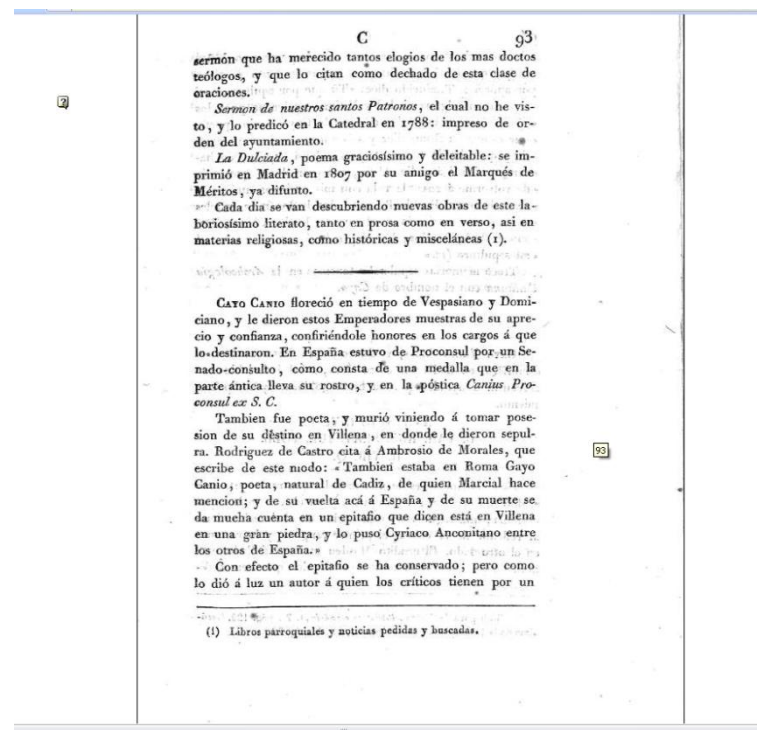 C 93
sermón que ha merecido tantos elogios de los mas doctos
teólogos, y que lo citan como dechado de esta clase de
oraciones.
Sermon de nuestros santos Patronos, el cual no he vis-
to, y lo predicó en la Catedral en 1788: impreso de or-
den del ayuntamiento.
La Dulciada, poema graciosísimo y deleitable: se im-
primió en Madrid en 1807 por su amigo el Marqués de
Méritos, ya difunto.
Cada dia se van descubriendo nuevas obras de este la-
boriosísimo literato, tanto en prosa como en verso, asi en
materias religiosas, como históricas y misceláneas (1).
CAYO CANIO floreció en tiempo de Vespasiano y Domi-
ciano, y le dieron estos Emperadores muestras de su apre-
cio y confianza, confiriéndole honores en los cargos á que
lo destinaron. En España estuvo de Proconsul por un Se-
nado-consulto, como consta de una medalla que en la
parte ántica lleva su rostro, y en la póstica Canius Pro-
consul ex S. C.
Tambien fue poeta, y murió viniendo á tomar pose-
sion de su destino en Villena, en donde le dieron sepul-
ra. Rodriguez de Castro cita á Ambrosio de Morales, que
escribe de este modo: «Tambien estaba en Roma Gayo
Canio, poeta, natural de Cadiz, de quien Marcial hace
mencion; y de su vuelta acá á España y de su muerte se
da mucha cuenta en un epitafio que dicen está en Villena
en una gran piedra, y lo puso Cyriaco Anconitano entre
los otros de España.»
Con efecto el epitafio se ha conservado; pero como
lo dió á luz un autor á quien los críticos tienen por un
(1) Libros parroquiales y noticias pedidas y buscadas.
93